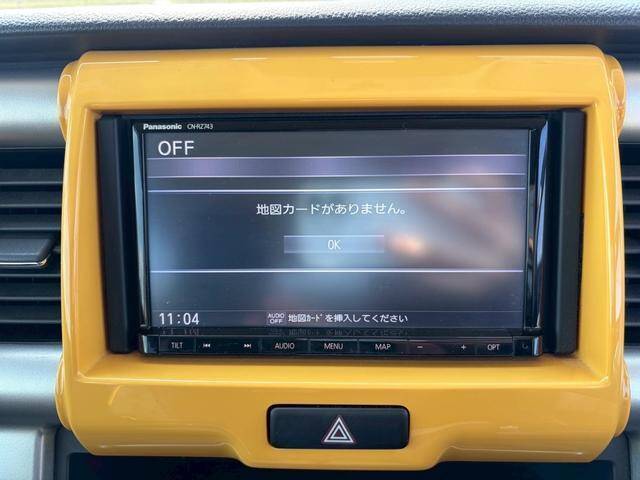 Panasonic CN-RZ743
OFF
地図カードがありません。
OK
11:04 AUDIO OFF 地図ｶｰﾄﾞを挿入してください
TILT ⏮ ⏭ AUDIO MENU MAP − + OPT